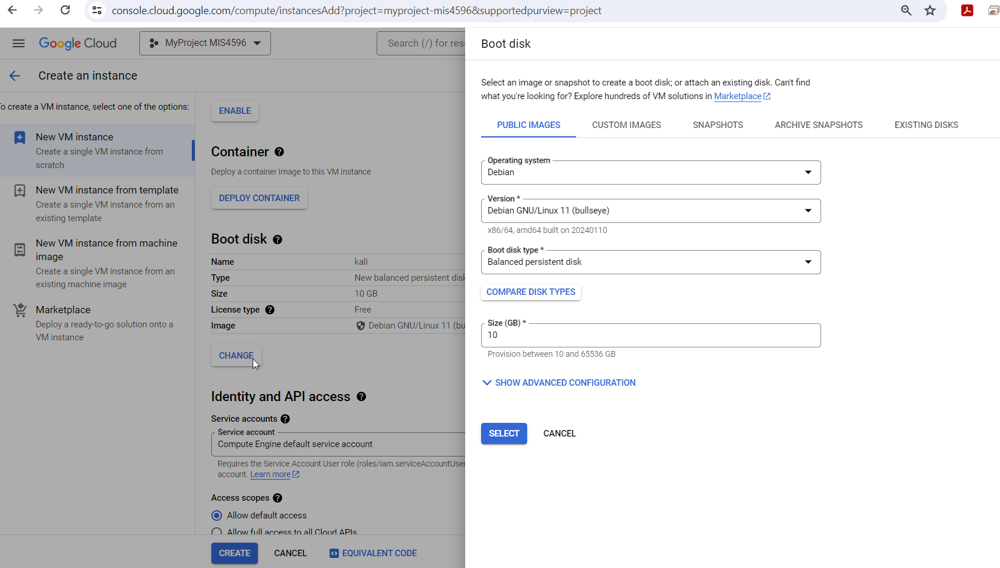 console.cloud.google.com/compute/instancesAdd?project=myproject-mis4596&supportedpurview=project
Google Cloud
MyProject MIS4596
Search (/) for res
Create an instance
To create a VM instance, select one of the options:
New VM instance
Create a single VM instance from
scratch
New VM instance from template
Create a single VM instance from an
existing template
New VM instance from machine
image
Create a single VM instance from an
existing machine image
Marketplace
Deploy a ready-to-go solution onto a
VM instance
ENABLE
Container
Deploy a container image to this VM instance
DEPLOY CONTAINER
Boot disk
Name kali
Type New balanced persistent disk
Size 10 GB
License type Free
Image Debian GNU/Linux 11 (bu
CHANGE
Identity and API access
Service accounts
Service account
Compute Engine default service account
Requires the Service Account User role (roles/iam.serviceAccountUser
account. Learn more
Access scopes
Allow default access
Allow full access to all Cloud APIs
CREATE CANCEL EQUIVALENT CODE
Boot disk
Select an image or snapshot to create a boot disk; or attach an existing disk. Can't find
what you're looking for? Explore hundreds of VM solutions in Marketplace
PUBLIC IMAGES CUSTOM IMAGES SNAPSHOTS ARCHIVE SNAPSHOTS EXISTING DISKS
Operating system
Debian
Version *
Debian GNU/Linux 11 (bullseye)
x86/64, amd64 built on 20240110
Boot disk type *
Balanced persistent disk
COMPARE DISK TYPES
Size (GB) *
10
Provision between 10 and 65536 GB
SHOW ADVANCED CONFIGURATION
SELECT CANCEL